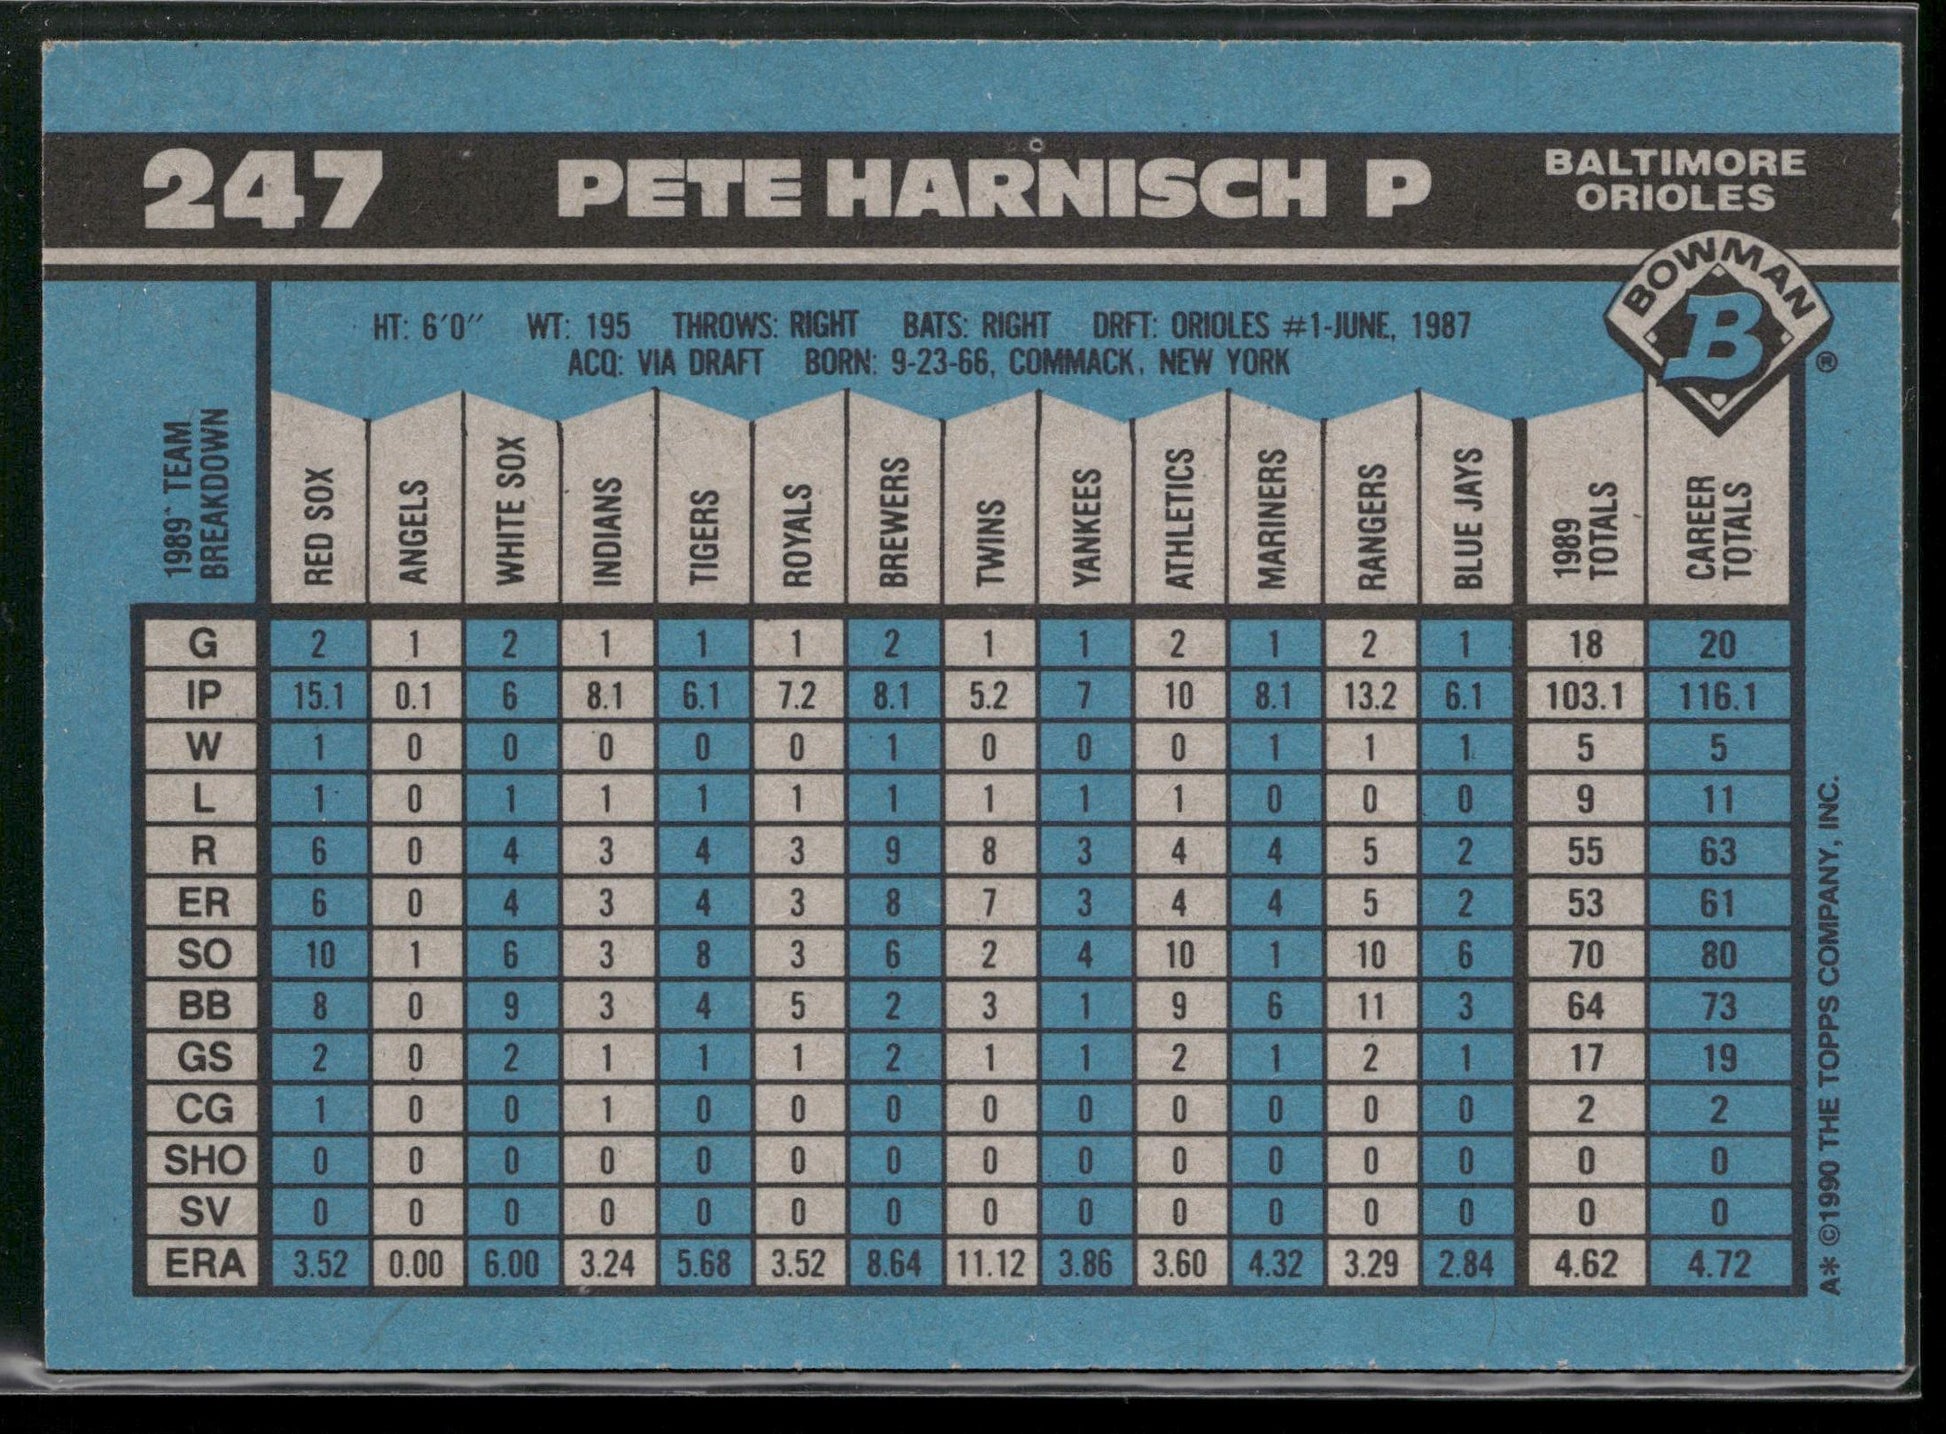 247 PETE HARNISCH P BALTIMORE
ORIOLES
BOWMAN
B
®
HT: 6'0" WT: 195 THROWS: RIGHT BATS: RIGHT DRFT: ORIOLES #1-JUNE, 1987
ACQ: VIA DRAFT BORN: 9-23-66, COMMACK, NEW YORK
1989 TEAM
BREAKDOWN
RED SOX
ANGELS
WHITE SOX
INDIANS
TIGERS
ROYALS
BREWERS
TWINS
YANKEES
ATHLETICS
MARINERS
RANGERS
BLUE JAYS
1989
TOTALS
CAREER
TOTALS
G 2 1 2 1 1 1 2 1 1 2 1 2 1 18 20
IP 15.1 0.1 6 8.1 6.1 7.2 8.1 5.2 7 10 8.1 13.2 6.1 103.1 116.1
W 1 0 0 0 0 0 1 0 0 0 1 1 1 5 5
L 1 0 1 1 1 1 1 1 1 1 0 0 0 9 11
R 6 0 4 3 4 3 9 8 3 4 4 5 2 55 63
ER 6 0 4 3 4 3 8 7 3 4 4 5 2 53 61
SO 10 1 6 3 8 3 6 2 4 10 1 10 6 70 80
BB 8 0 9 3 4 5 2 3 1 9 6 11 3 64 73
GS 2 0 2 1 1 1 2 1 1 2 1 2 1 17 19
CG 1 0 0 1 0 0 0 0 0 0 0 0 0 2 2
SHO 0 0 0 0 0 0 0 0 0 0 0 0 0 0 0
SV 0 0 0 0 0 0 0 0 0 0 0 0 0 0 0
ERA 3.52 0.00 6.00 3.24 5.68 3.52 8.64 11.12 3.86 3.60 4.32 3.29 2.84 4.62 4.72
A* ©1990 THE TOPPS COMPANY, INC.